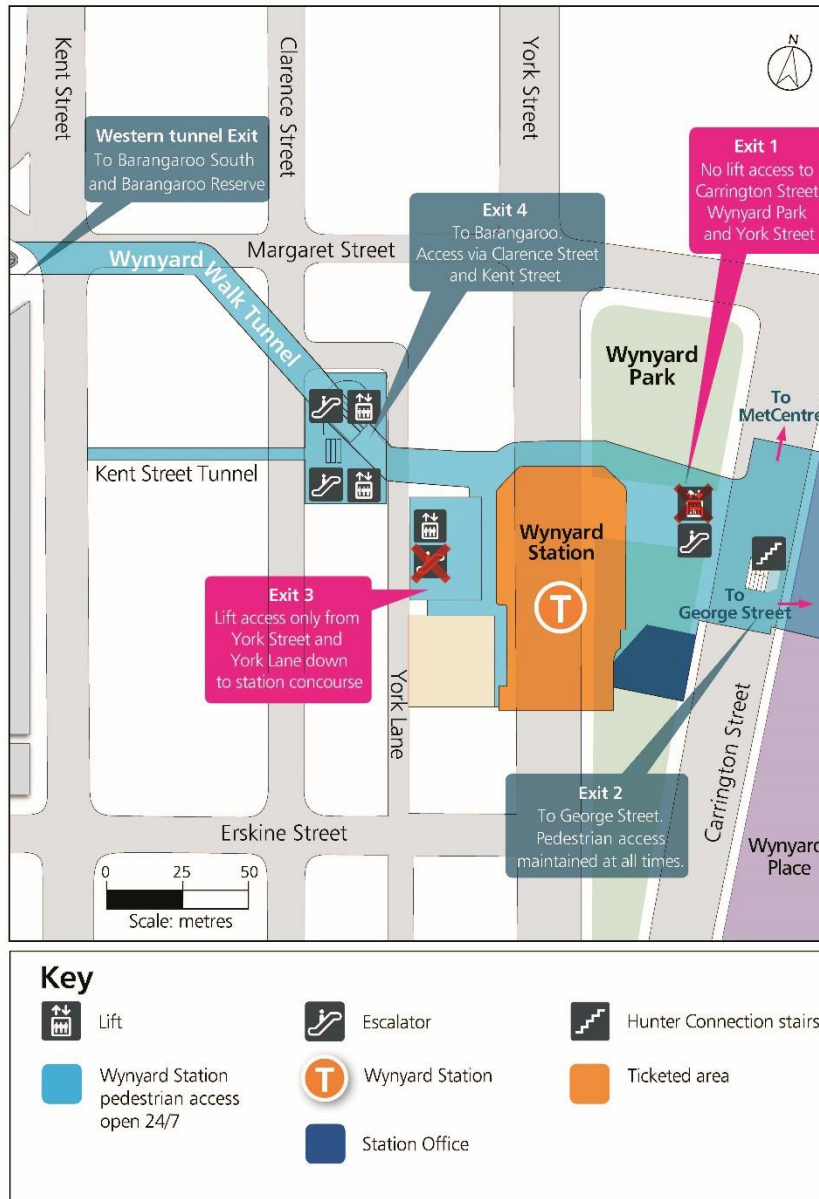 Kent Street
Clarence Street
York Street
N
Western tunnel Exit
To Barangaroo South
and Barangaroo Reserve
Exit 1
No lift access to
Carrington Street
Wynyard Park
and York Street
Exit 4
To Barangaroo.
Access via Clarence Street
and Kent Street
Margaret Street
Wynyard Walk Tunnel
Wynyard
Park
To
MetCentre
Kent Street Tunnel
Wynyard
Station
T
Exit 3
Lift access only from
York Street and
York Lane down
to station concourse
To
George Street
York Lane
Carrington Street
Exit 2
To George Street.
Pedestrian access
maintained at all times.
Erskine Street
Wynyard
Place
0 25 50
Scale: metres
Key
Lift
Escalator
Hunter Connection stairs
Wynyard Station
pedestrian access
open 24/7
T
Wynyard Station
Ticketed area
Station Office